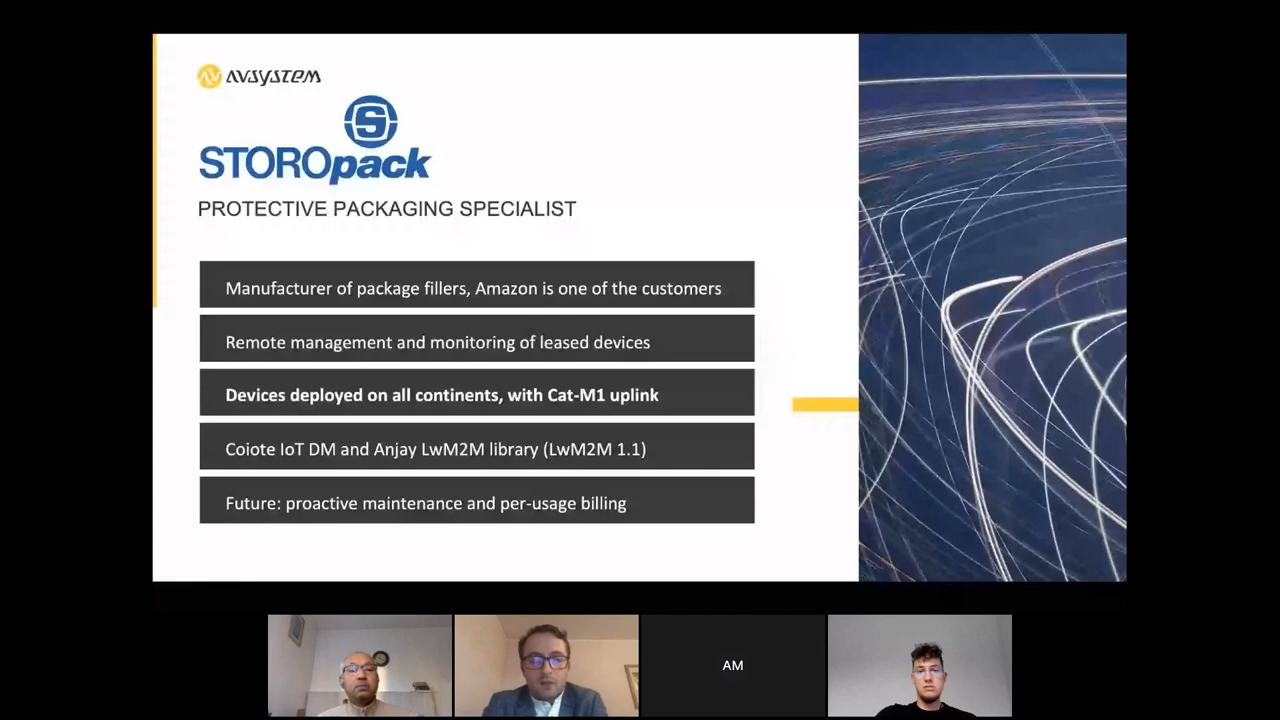 AVSYSTEM
S
STOROpack
PROTECTIVE PACKAGING SPECIALIST
Manufacturer of package fillers, Amazon is one of the customers
Remote management and monitoring of leased devices
Devices deployed on all continents, with Cat-M1 uplink
Coiote IoT DM and Anjay LwM2M library (LwM2M 1.1)
Future: proactive maintenance and per-usage billing
AM